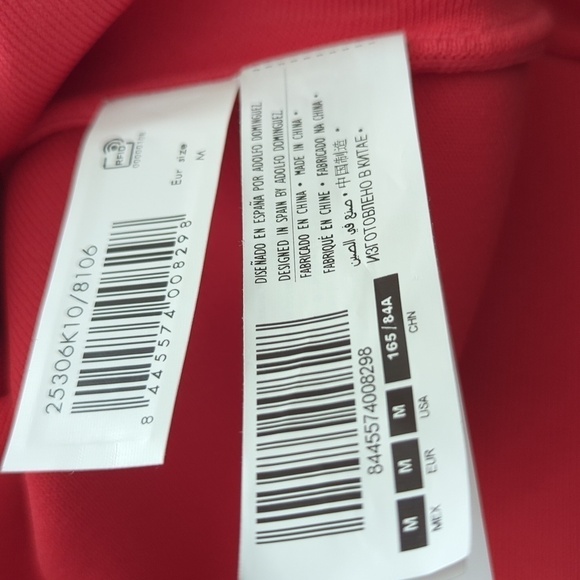 RFID
Eur size
M
25306K10/8106
8 445574 008298
DISEÑADO EN ESPAÑA POR ADOLFO DOMINGUEZ
DESIGNED IN SPAIN BY ADOLFO DOMINGUEZ
FABRICADO EN CHINA • MADE IN CHINA •
FABRIQUÉ EN CHINE • FABRICADO NA CHINA •
صنع في الصين • 中国制造 •
ИЗГОТОВЛЕНО В КИТАЕ •
8445574008298
M M M 165/84A
MEX EUR USA CHN